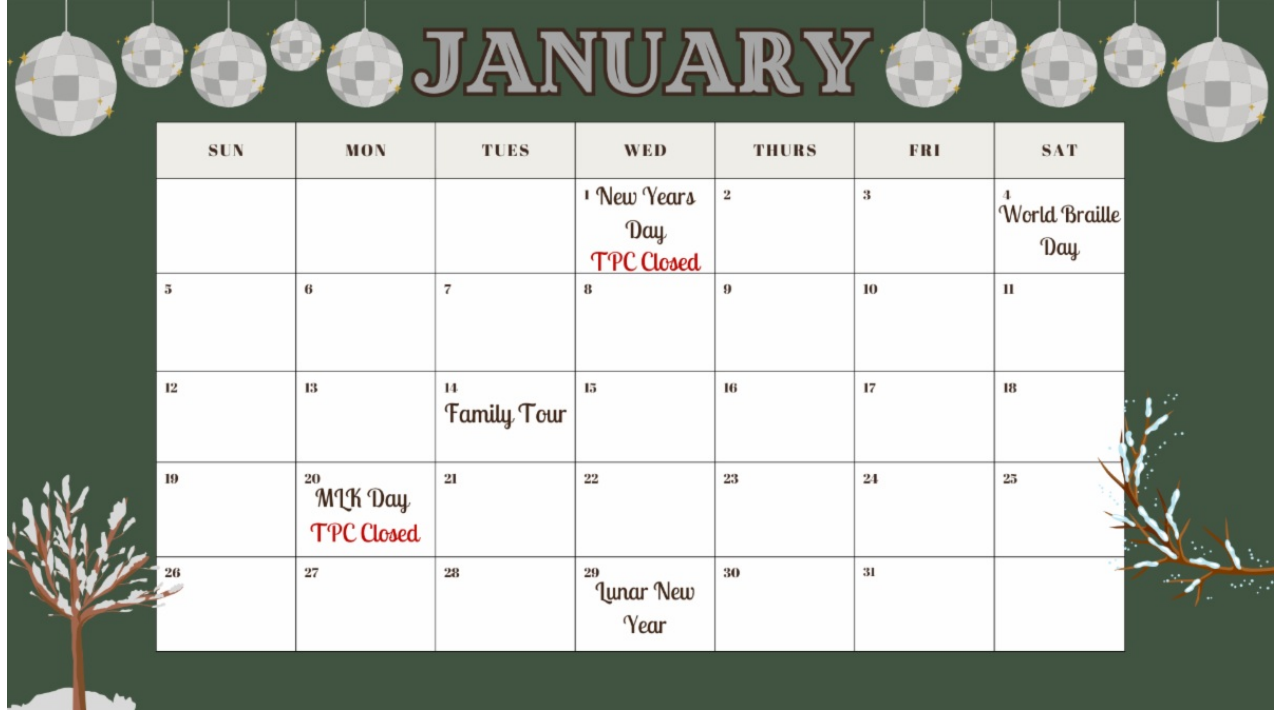 JANUARY
SUN MON TUES WED THURS FRI SAT
1 New Years
Day
TPC Closed
2
3
4
World Braille
Day
5 6 7 8 9 10 11
12 13 14
Family Tour
15 16 17 18
19 20
MLK Day
TPC Closed
21 22 23 24 25
26 27 28 29
Lunar New
Year
30 31